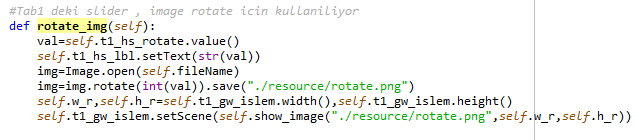 #Tab1 deki slider , image rotate icin kullaniliyor
def rotate_img(self):
val=self.t1_hs_rotate.value()
self.t1_hs_lbl.setText(str(val))
img=Image.open(self.fileName)
img=img.rotate(int(val)).save("./resource/rotate.png")
self.w_r,self.h_r=self.t1_gw_islem.width(),self.t1_gw_islem.height()
self.t1_gw_islem.setScene(self.show_image("./resource/rotate.png",self.w_r,self.h_r))